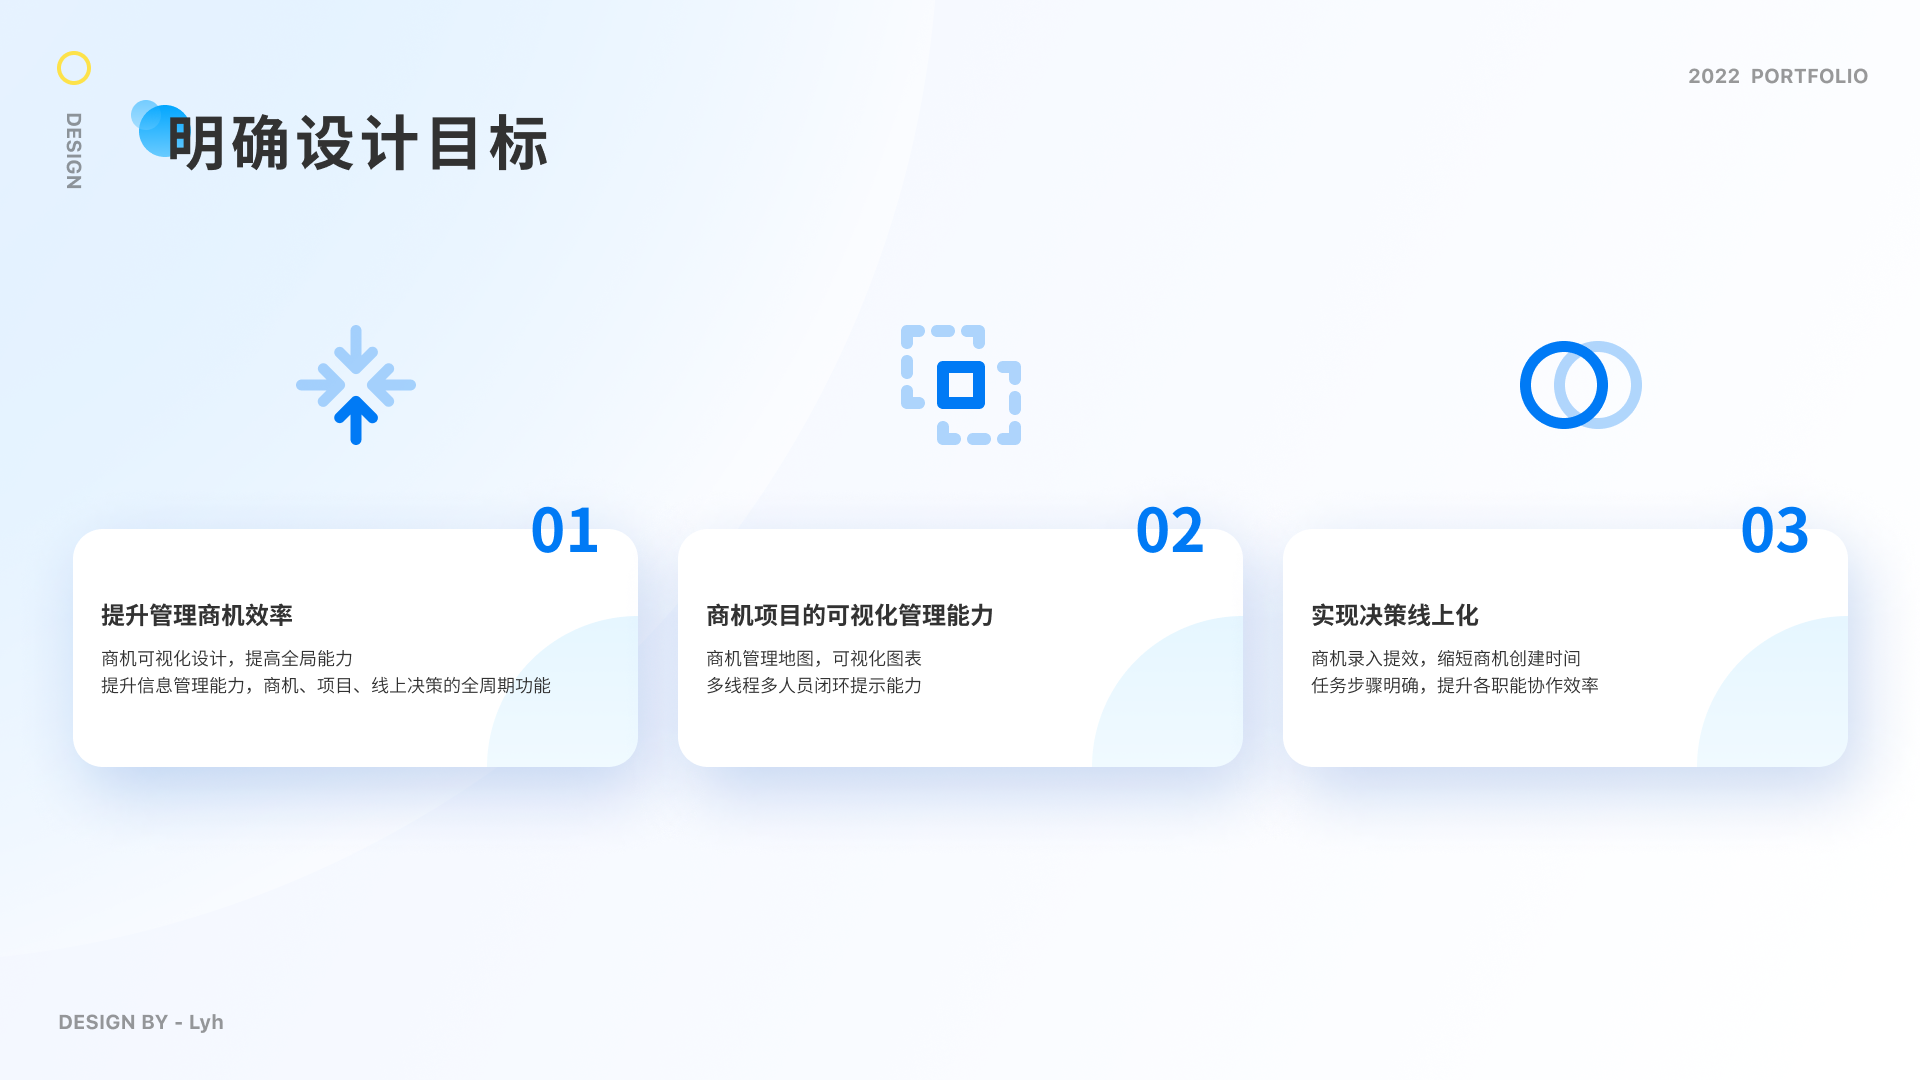 2022 PORTFOLIO
DESIGN
明确设计目标
01
提升管理商机效率
商机可视化设计，提高全局能力
提升信息管理能力，商机、项目、线上决策的全周期功能
02
商机项目的可视化管理能力
商机管理地图，可视化图表
多线程多人员闭环提示能力
03
实现决策线上化
商机录入提效，缩短商机创建时间
任务步骤明确，提升各职能协作效率
DESIGN BY - Lyh